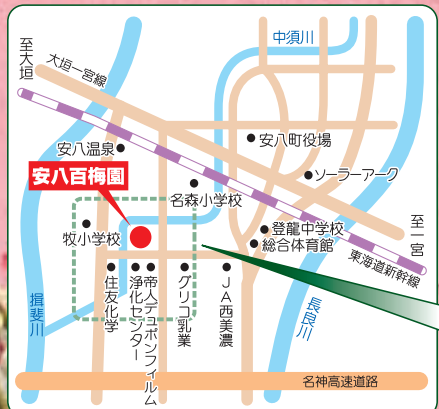 中須川
至大垣
大垣一宮線
安八町役場
安八温泉
ソーラーアーク
安八百梅園
名森小学校
至一宮
牧小学校
登龍中学校
総合体育館
東海道新幹線
揖斐川
住友化学
浄化センター
帝人デュポンフィルム
グリコ乳業
JA西美濃
長良川
名神高速道路